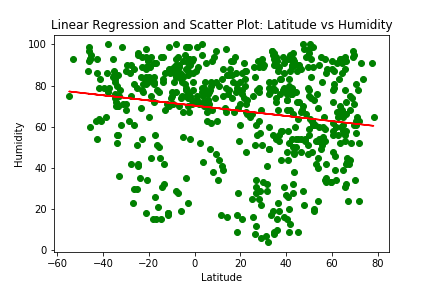 Linear Regression and Scatter Plot: Latitude vs Humidity
100
80
60
40
20
0
Humidity
−60 −40 −20 0 20 40 60 80
Latitude